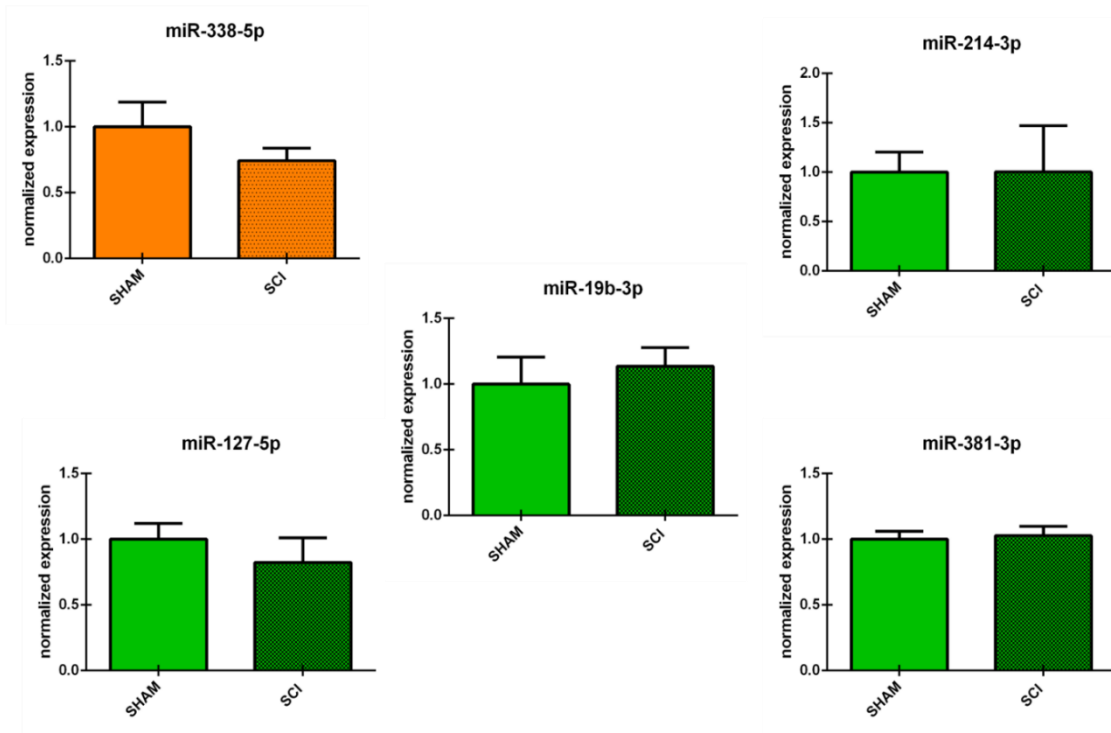 miR-338-5p
normalized expression
1.5
1.0
0.5
0.0
SHAM
SCI
miR-214-3p
normalized expression
2.0
1.5
1.0
0.5
0.0
SHAM
SCI
miR-19b-3p
normalized expression
1.5
1.0
0.5
0.0
SHAM
SCI
miR-127-5p
normalized expression
1.5
1.0
0.5
0.0
SHAM
SCI
miR-381-3p
normalized expression
1.5
1.0
0.5
0.0
SHAM
SCI